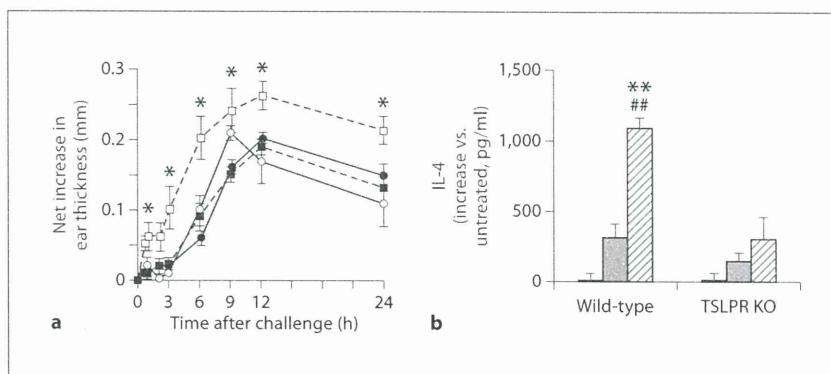 Net increase in
ear thickness (mm)
0.3
0.2
0.1
0
* * * * * * *
0 3 6 9 12 24
Time after challenge (h)
a
IL-4
(increase vs.
untreated, pg/ml)
1,500
1,000
500
0
**
##
Wild-type TSLPR KO
b